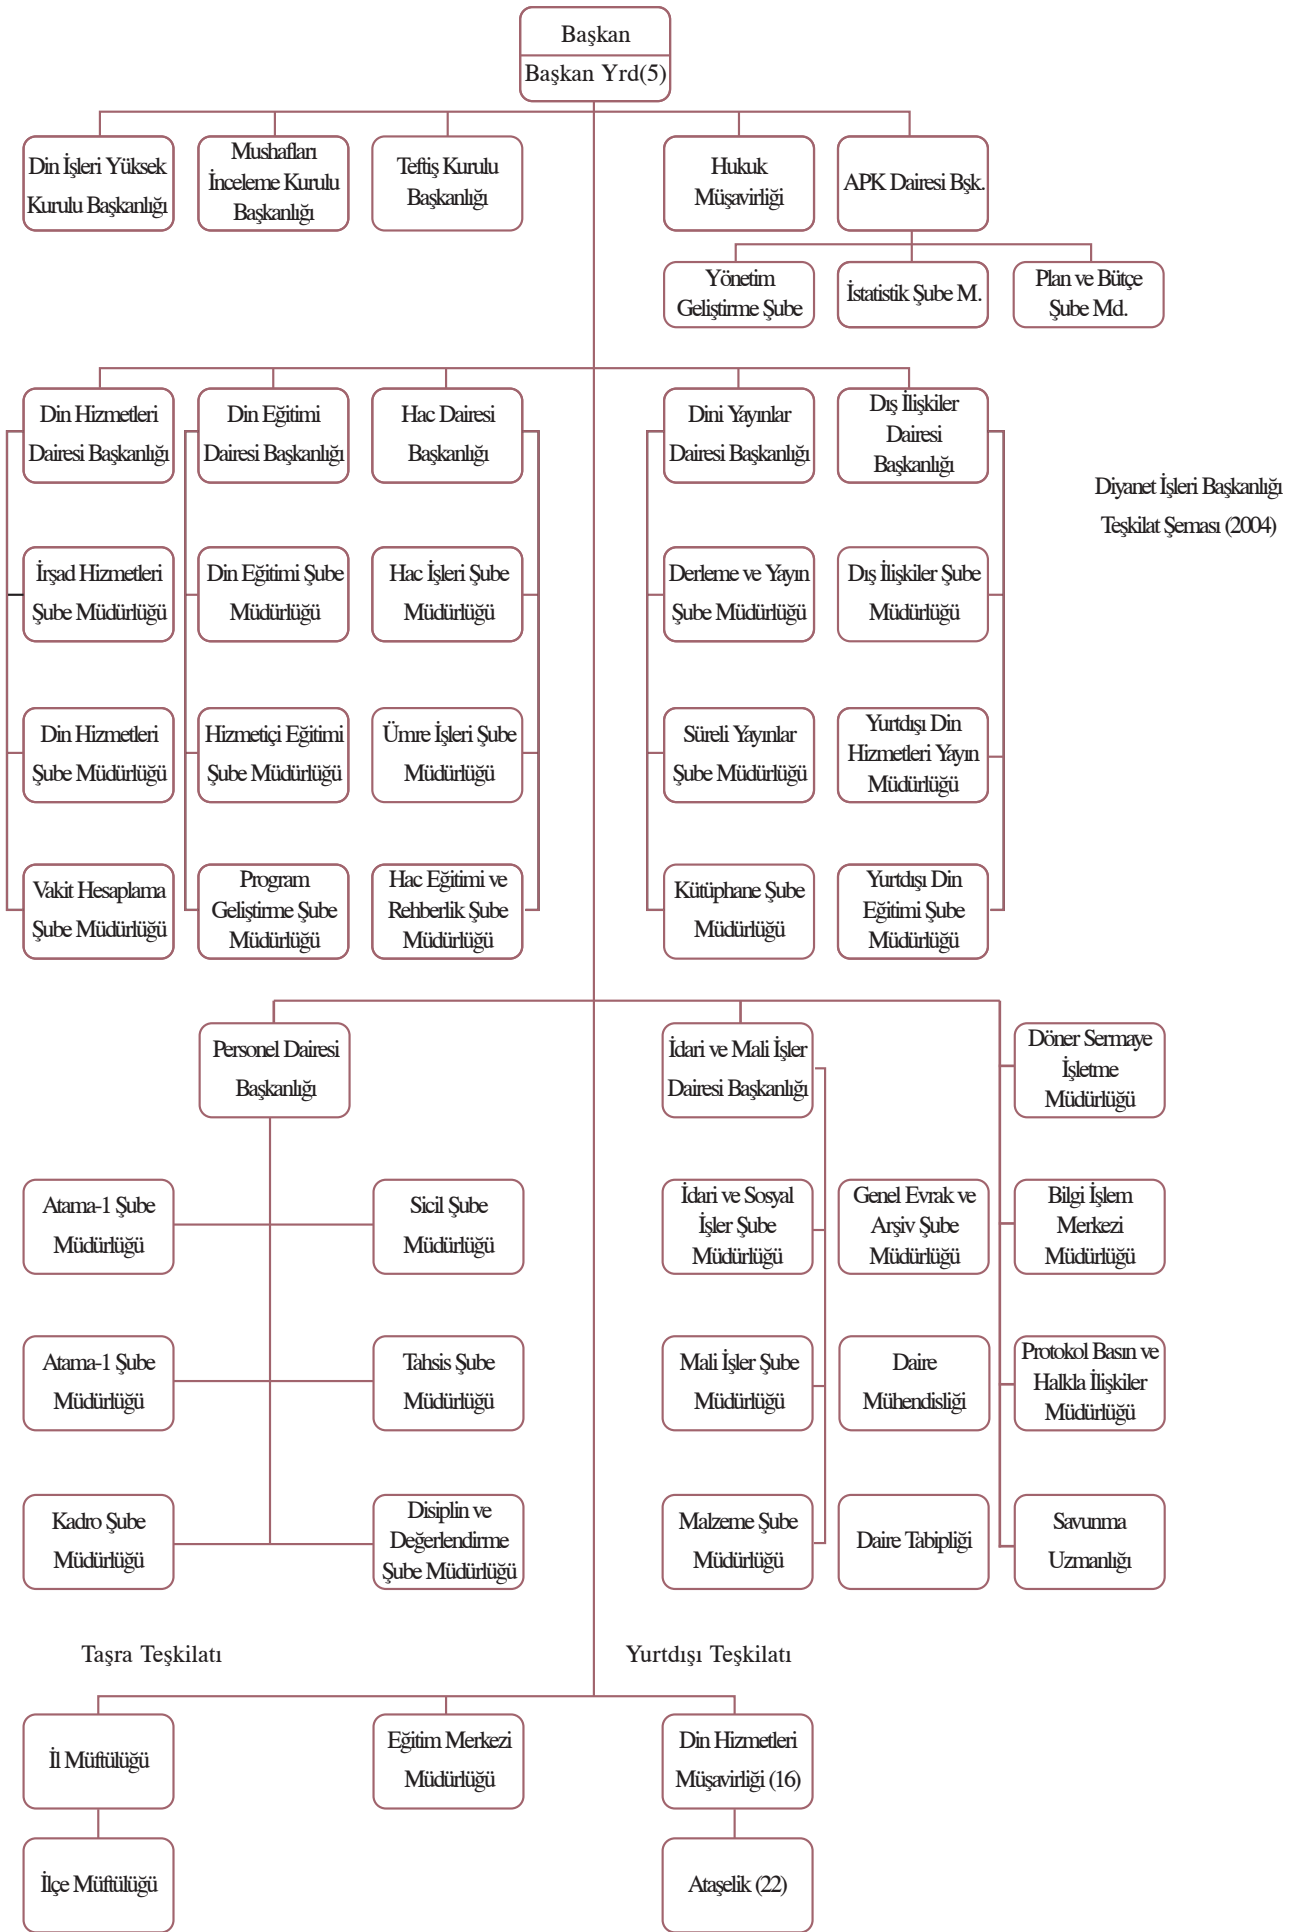 Başkan
Başkan Yrd(5)
Din İşleri Yüksek
Kurulu Başkanlığı
Mushafları
İnceleme Kurulu
Başkanlığı
Teftiş Kurulu
Başkanlığı
Hukuk
Müşavirliği
APK Dairesi Bşk.
Yönetim
Geliştirme Şube
İstatistik Şube M.
Plan ve Bütçe
Şube Md.
Din Hizmetleri
Dairesi Başkanlığı
Din Eğitimi
Dairesi Başkanlığı
Hac Dairesi
Başkanlığı
Dini Yayınlar
Dairesi Başkanlığı
Dış İlişkiler
Dairesi
Başkanlığı
Diyanet İşleri Başkanlığı
Teşkilat Şeması (2004)
İrşad Hizmetleri
Şube Müdürlüğü
Din Eğitimi Şube
Müdürlüğü
Hac İşleri Şube
Müdürlüğü
Derleme ve Yayın
Şube Müdürlüğü
Dış İlişkiler Şube
Müdürlüğü
Din Hizmetleri
Şube Müdürlüğü
Hizmetiçi Eğitimi
Şube Müdürlüğü
Ümre İşleri Şube
Müdürlüğü
Süreli Yayınlar
Şube Müdürlüğü
Yurtdışı Din
Hizmetleri Yayın
Müdürlüğü
Vakit Hesaplama
Şube Müdürlüğü
Program
Geliştirme Şube
Müdürlüğü
Hac Eğitimi ve
Rehberlik Şube
Müdürlüğü
Kütüphane Şube
Müdürlüğü
Yurtdışı Din
Eğitimi Şube
Müdürlüğü
Personel Dairesi
Başkanlığı
İdari ve Mali İşler
Dairesi Başkanlığı
Döner Sermaye
İşletme
Müdürlüğü
Atama-1 Şube
Müdürlüğü
Sicil Şube
Müdürlüğü
İdari ve Sosyal
İşler Şube
Müdürlüğü
Genel Evrak ve
Arşiv Şube
Müdürlüğü
Bilgi İşlem
Merkezi
Müdürlüğü
Atama-1 Şube
Müdürlüğü
Tahsis Şube
Müdürlüğü
Mali İşler Şube
Müdürlüğü
Daire
Mühendisliği
Protokol Basın ve
Halkla İlişkiler
Müdürlüğü
Kadro Şube
Müdürlüğü
Disiplin ve
Değerlendirme
Şube Müdürlüğü
Malzeme Şube
Müdürlüğü
Daire Tabipliği
Savunma
Uzmanlığı
Taşra Teşkilatı
Yurtdışı Teşkilatı
İl Müftülüğü
Eğitim Merkezi
Müdürlüğü
Din Hizmetleri
Müşavirliği (16)
İlçe Müftülüğü
Ataşelik (22)